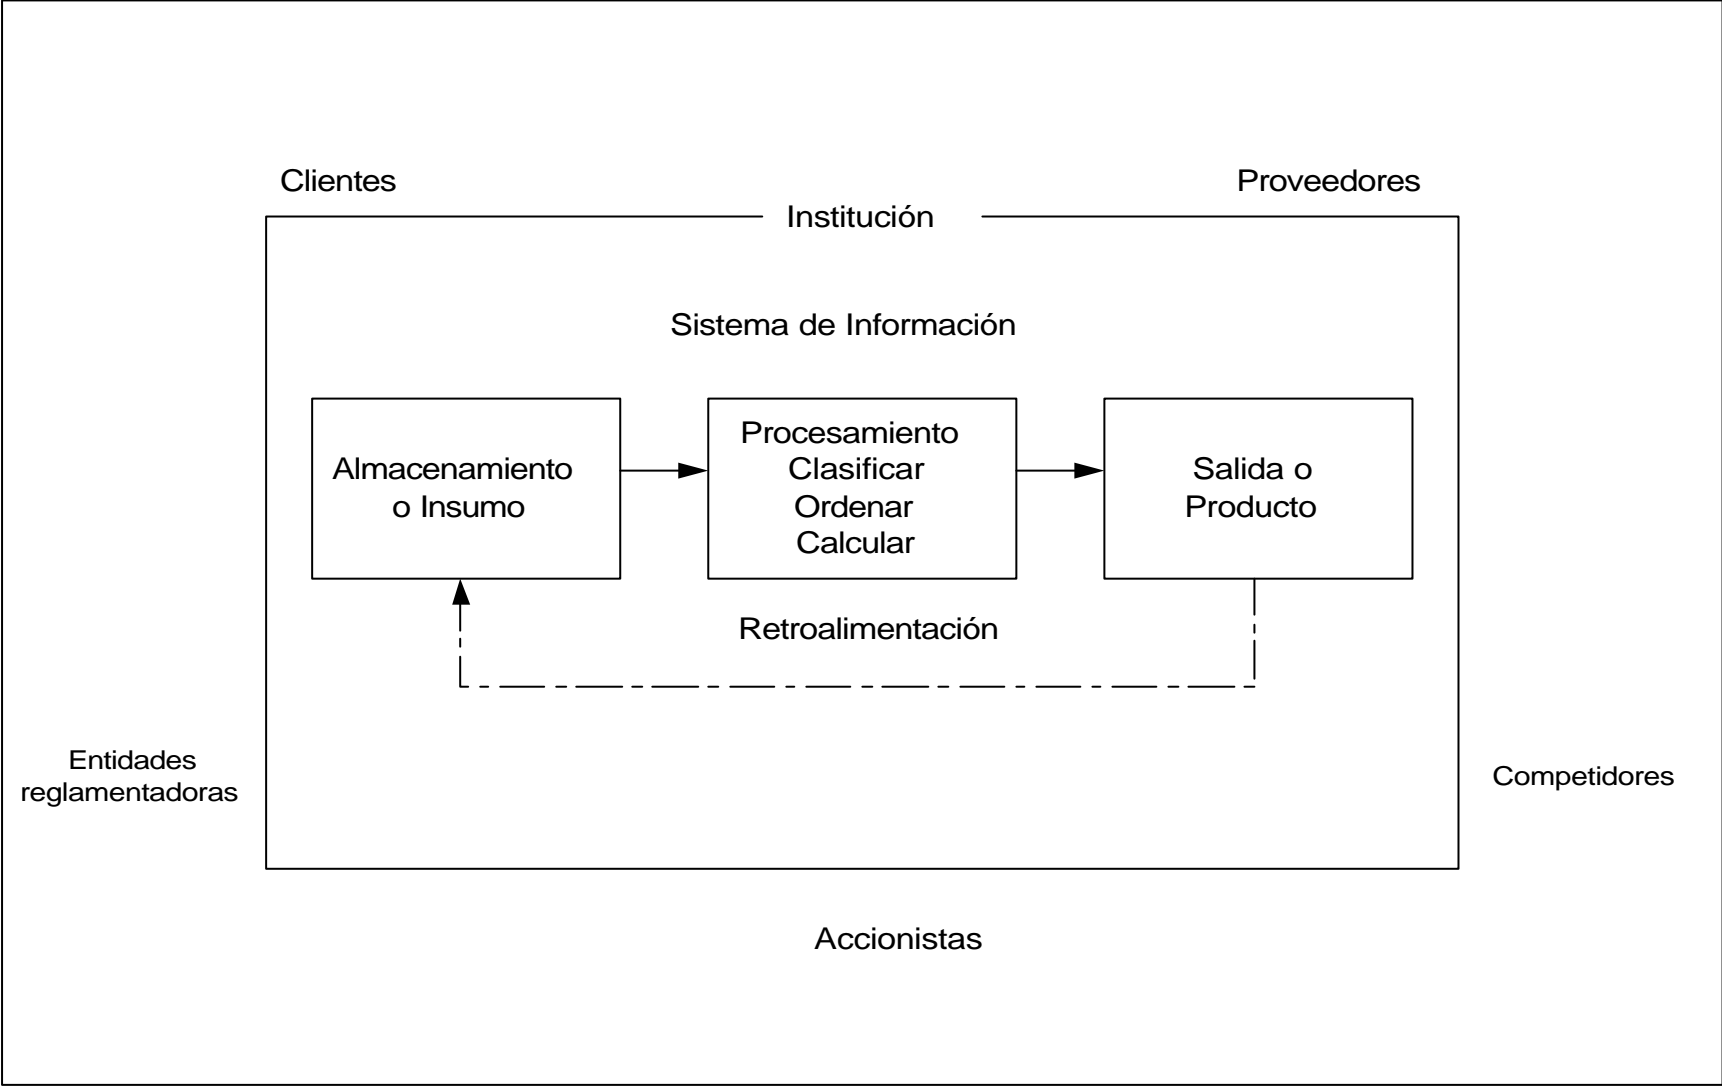 Clientes
Proveedores
Institución
Sistema de Información
Almacenamiento
o Insumo
Procesamiento
Clasificar
Ordenar
Calcular
Salida o
Producto
Retroalimentación
Entidades
reglamentadoras
Competidores
Accionistas